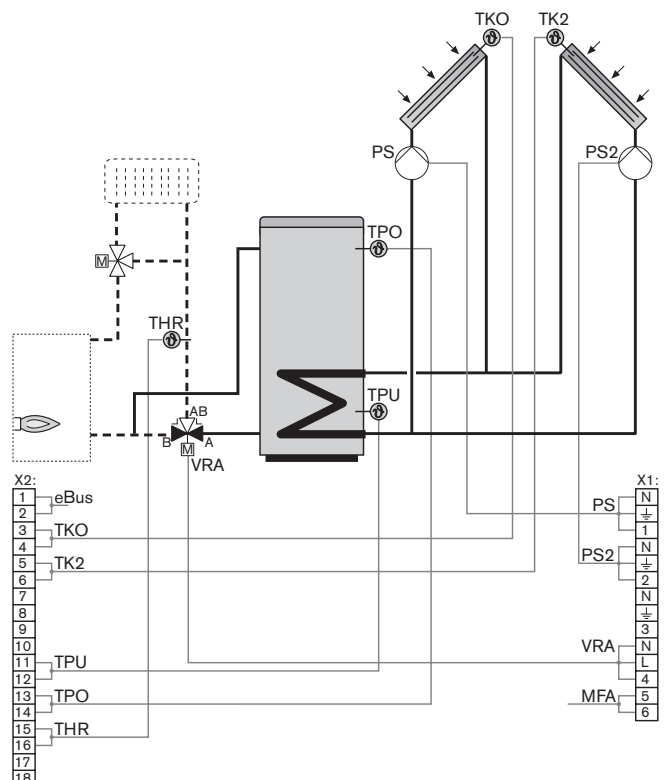 TKO TK2
PS PS2
TPO
M
THR
TPU
AB
B A
M
VRA
X2:
1 eBus
2
3 TKO
4
5 TK2
6
7
8
9
10
11 TPU
12
13 TPO
14
15 THR
16
17
18
X1:
PS N
1
PS2 N
2
N
3
VRA N
L
4
MFA 5
6